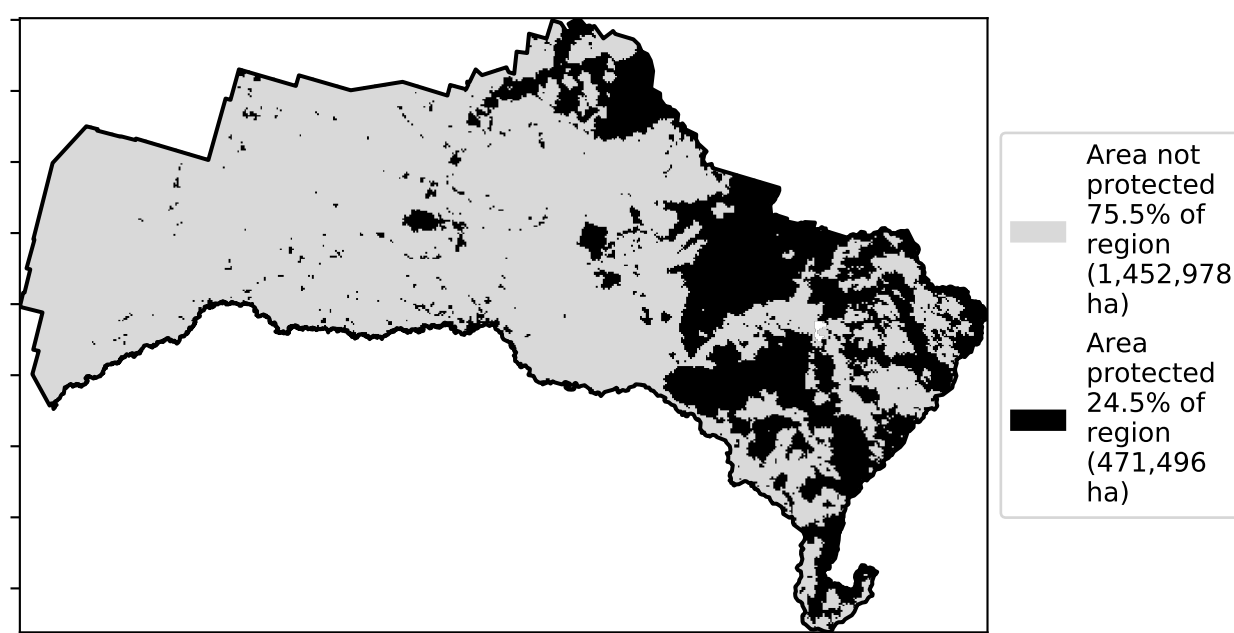 Area not
protected
75.5% of
region
(1,452,978
ha)
Area
protected
24.5% of
region
(471,496
ha)